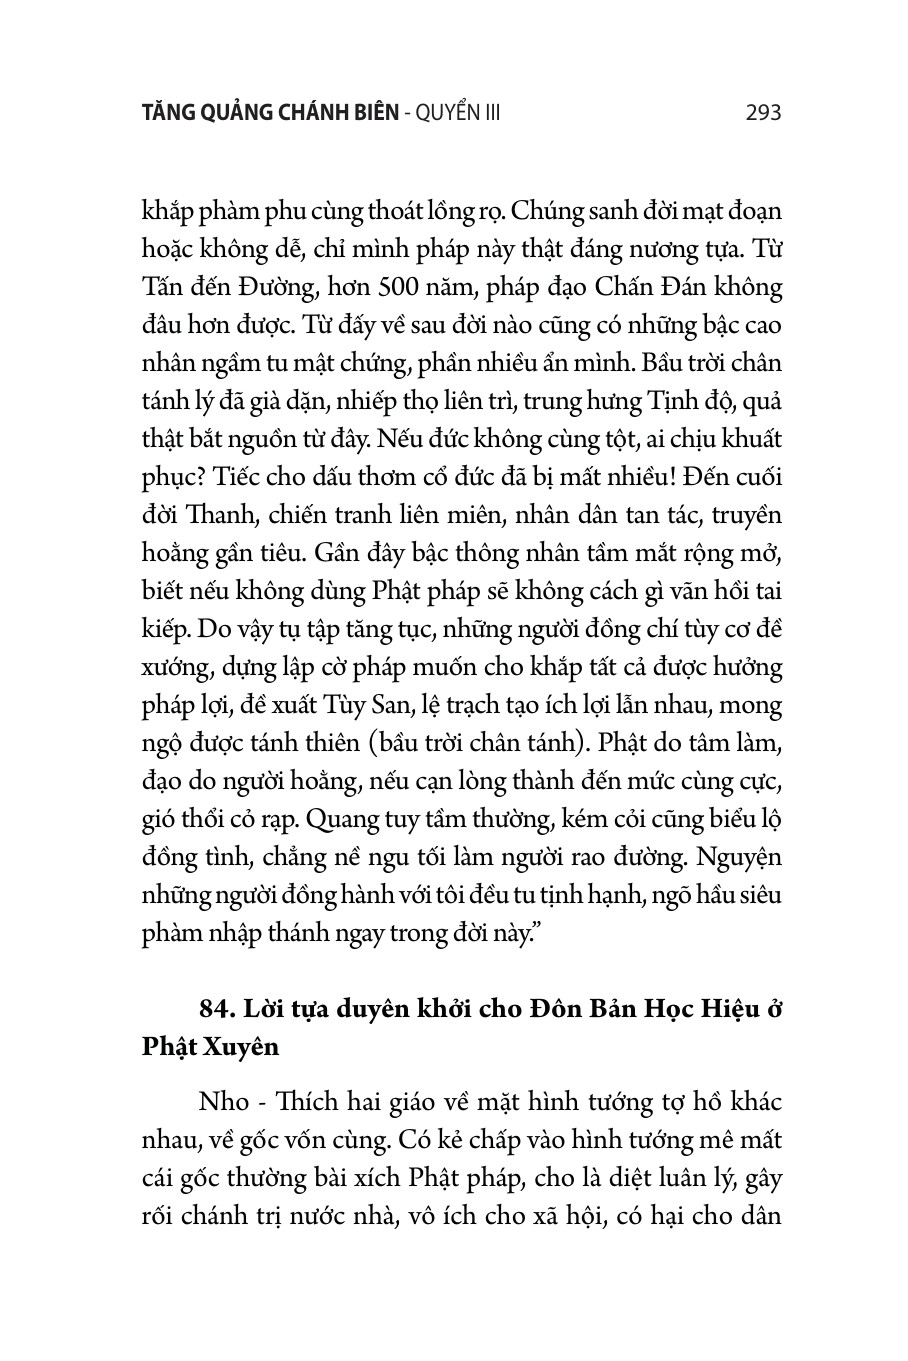 TĂNG QUẢNG CHÁNH BIÊN - QUYỂN III 293
khắp phàm phu cùng thoát lồng rọ. Chúng sanh đời mạt đoạn
hoặc không dễ, chỉ mình pháp này thật đáng nương tựa. Từ
Tấn đến Đường, hơn 500 năm, pháp đạo Chấn Đán không
đâu hơn được. Từ đấy về sau đời nào cũng có những bậc cao
nhân ngầm tu mật chứng, phần nhiều ẩn mình. Bầu trời chân
tánh lý đã già dặn, nhiếp thọ liên trì, trung hưng Tịnh độ, quả
thật bắt nguồn từ đây. Nếu đức không cùng tột, ai chịu khuất
phục? Tiếc cho dấu thơm cổ đức đã bị mất nhiều! Đến cuối
đời Thanh, chiến tranh liên miên, nhân dân tan tác, truyền
hoằng gần tiêu. Gần đây bậc thông nhân tầm mắt rộng mở,
biết nếu không dùng Phật pháp sẽ không cách gì vãn hồi tai
kiếp. Do vậy tụ tập tăng tục, những người đồng chí tùy cơ đề
xướng, dựng lập cờ pháp muốn cho khắp tất cả được hưởng
pháp lợi, đề xuất Tùy San, lệ trạch tạo ích lợi lẫn nhau, mong
ngộ được tánh thiên (bầu trời chân tánh). Phật do tâm làm,
đạo do người hoằng, nếu cạn lòng thành đến mức cùng cực,
gió thổi cỏ rạp. Quang tuy tầm thường, kém cỏi cũng biểu lộ
đồng tình, chẳng nề ngu tối làm người rao đường. Nguyện
những người đồng hành với tôi đều tu tịnh hạnh, ngõ hầu siêu
phàm nhập thánh ngay trong đời này.”
84. Lời tựa duyên khởi cho Đôn Bản Học Hiệu ở
Phật Xuyên
Nho - Thích hai giáo về mặt hình tướng tợ hồ khác
nhau, về gốc vốn cùng. Có kẻ chấp vào hình tướng mê mất
cái gốc thường bài xích Phật pháp, cho là diệt luân lý, gây
rối chánh trị nước nhà, vô ích cho xã hội, có hại cho dân